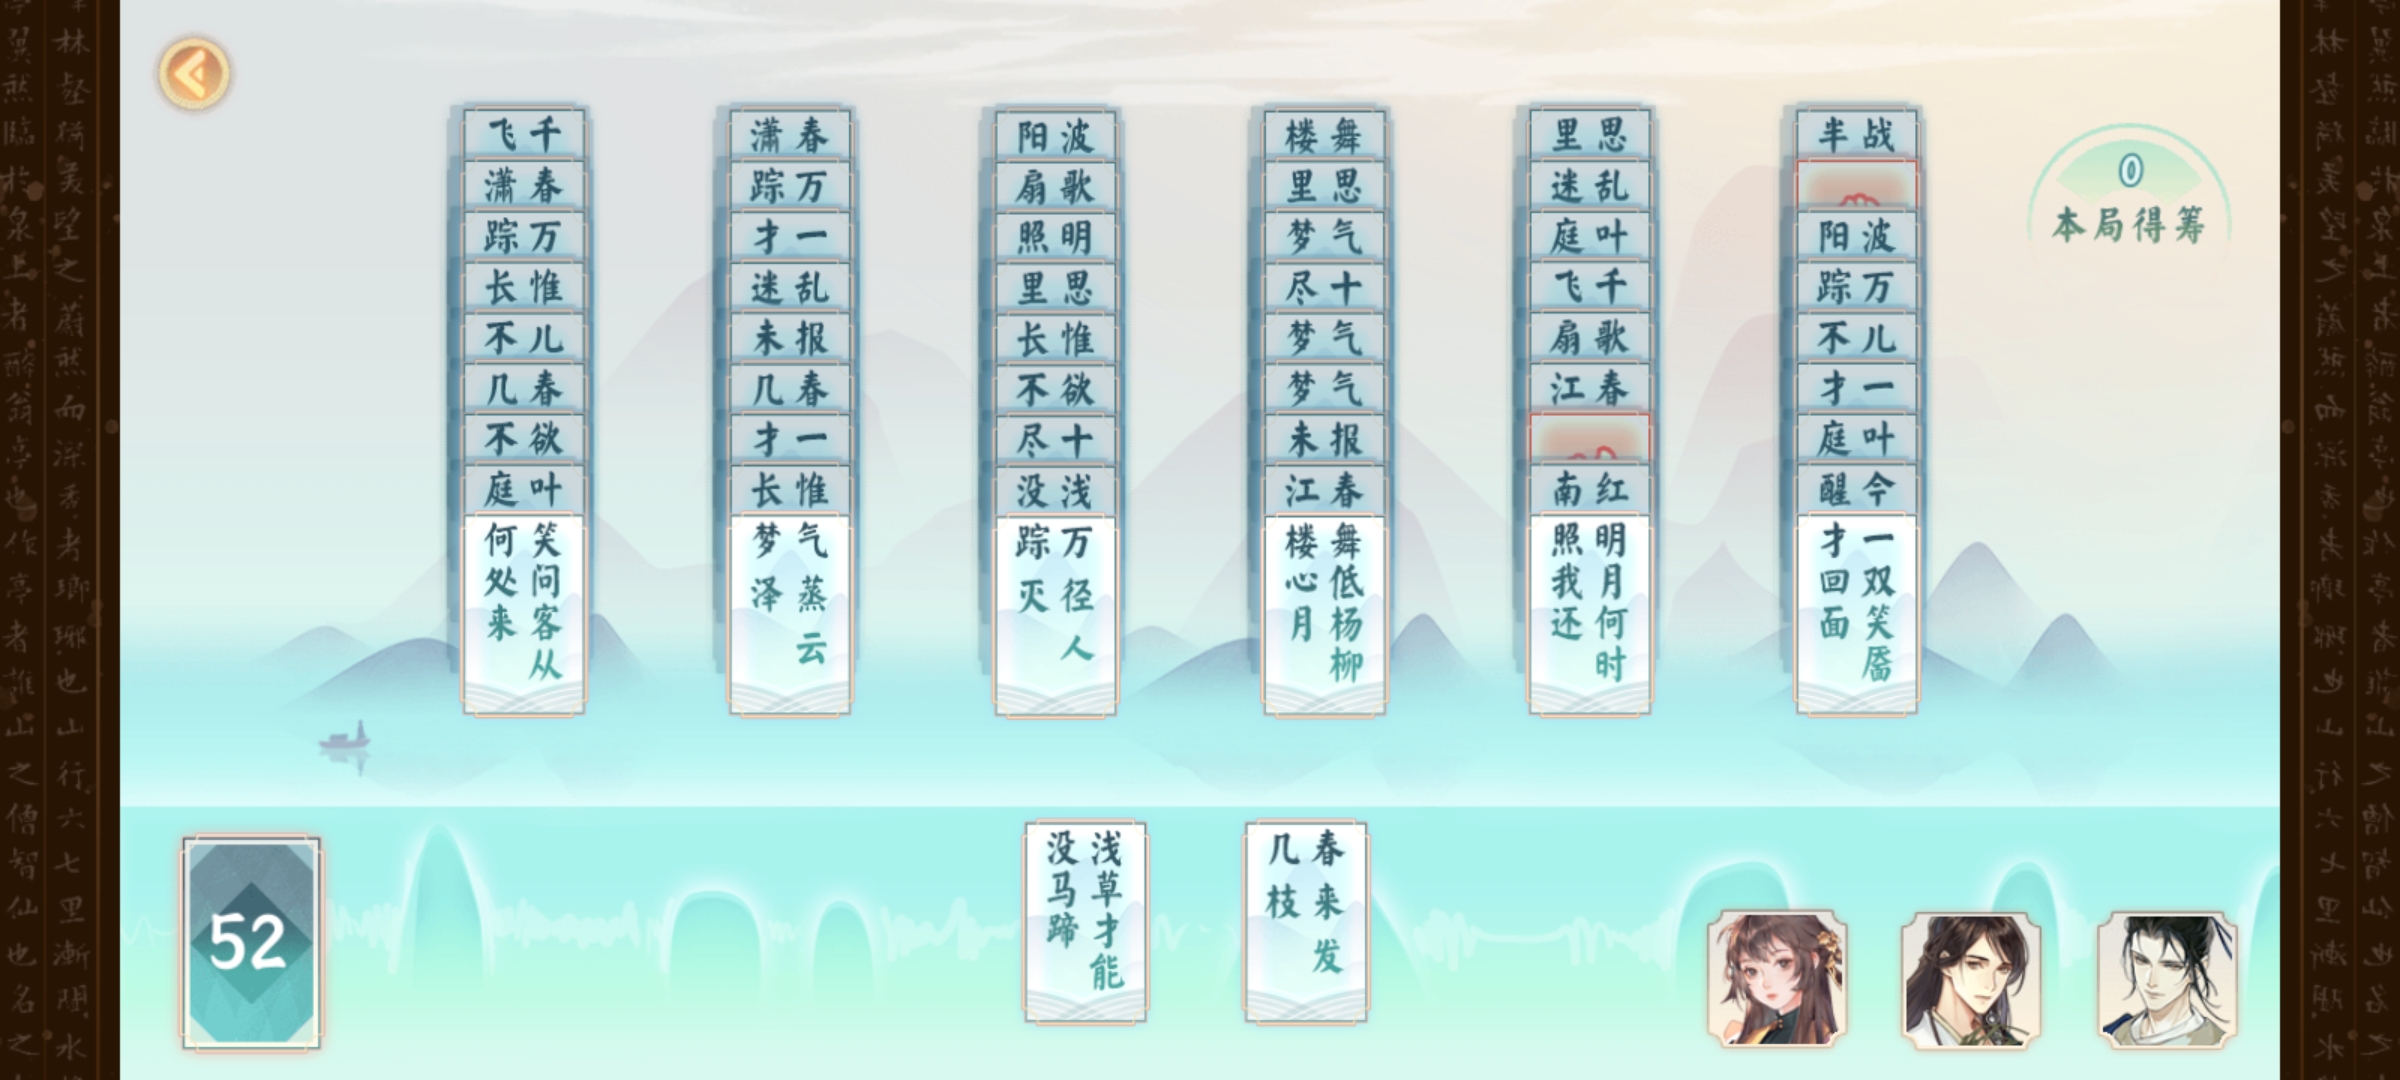 千 飞
春 潇
万 踪
惟 长
儿 不
春 几
欲 不
叶 庭
笑问客从
何处来
春 潇
万 踪
一 才
乱 迷
报 未
春 几
一 才
惟 长
气蒸云
梦泽
波 阳
歌 扇
明 照
思 里
惟 长
欲 不
十 尽
浅 没
万径人
踪灭
舞 楼
思 里
气 梦
十 尽
气 梦
气 梦
报 未
春 江
舞低杨柳
楼心月
思 里
乱 迷
叶 庭
千 飞
歌 扇
春 江
红 南
明月何时
照我还
战 半
波 阳
万 踪
儿 不
一 才
叶 庭
今 醒
一双笑靥
才回面
0
本局得筹
52
浅草才能
没马蹄
春来发
几枝